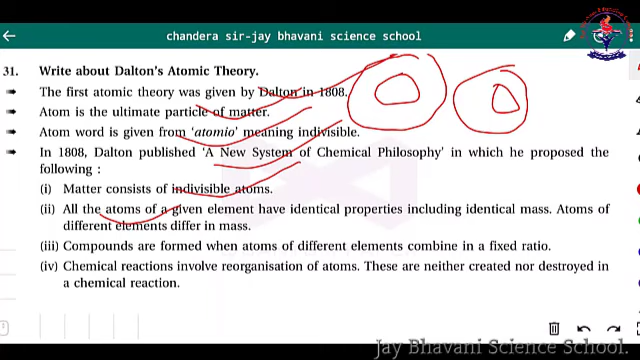 chandera sir-jay bhavani science school
31. Write about Dalton's Atomic Theory.
The first atomic theory was given by Dalton in 1808.
Atom is the ultimate particle of matter.
Atom word is given from 'atomio' meaning indivisible.
In 1808, Dalton published 'A New System of Chemical Philosophy' in which he proposed the
following :
(i) Matter consists of indivisible atoms.
(ii) All the atoms of a given element have identical properties including identical mass. Atoms of
different elements differ in mass.
(iii) Compounds are formed when atoms of different elements combine in a fixed ratio.
(iv) Chemical reactions involve reorganisation of atoms. These are neither created nor destroyed in
a chemical reaction.
Jay Bhavani Science School.